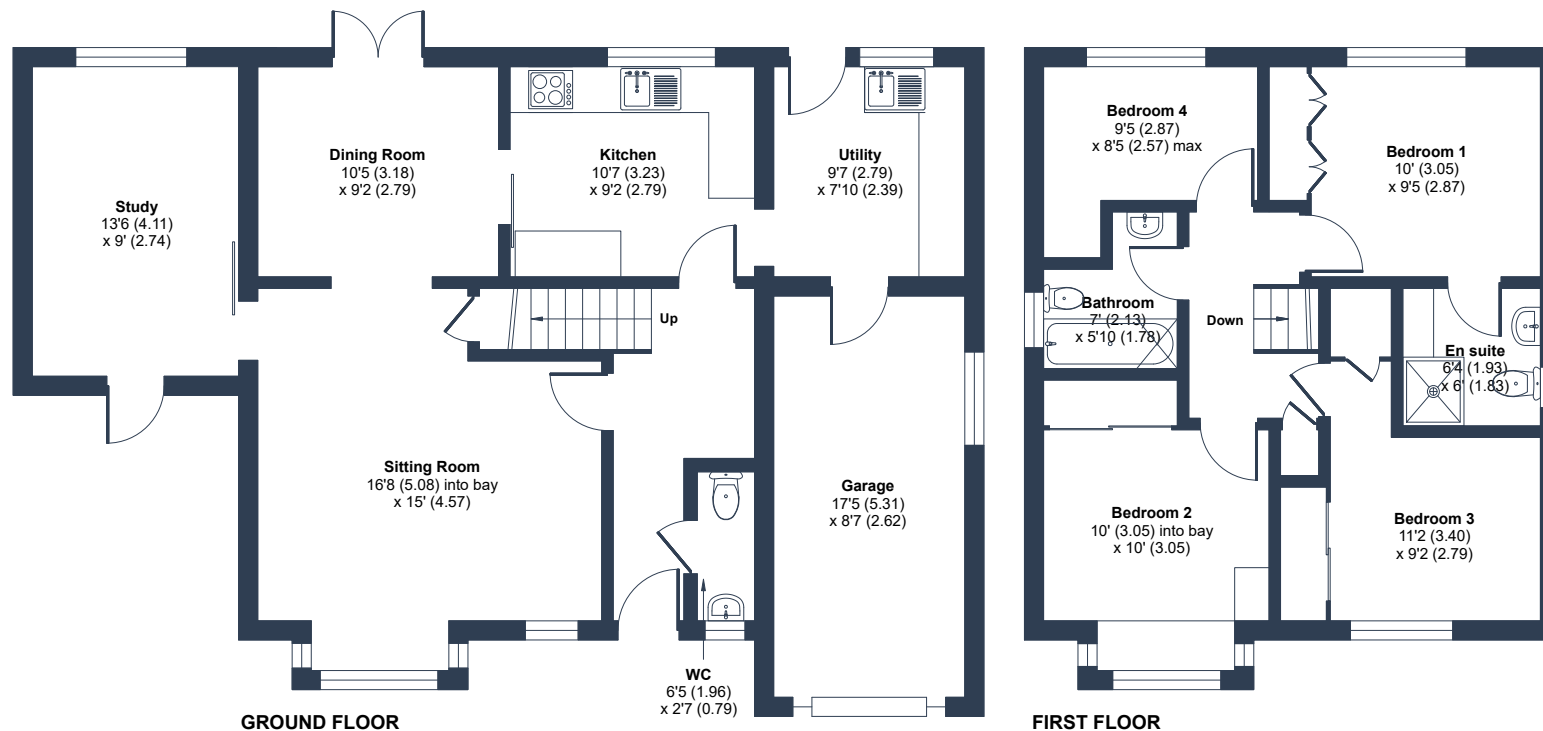 Study
13'6 (4.11)
x 9' (2.74)
Dining Room
10'5 (3.18)
x 9'2 (2.79)
Kitchen
10'7 (3.23)
x 9'2 (2.79)
Utility
9'7 (2.79)
x 7'10 (2.39)
Up
Sitting Room
16'8 (5.08) into bay
x 15' (4.57)
Garage
17'5 (5.31)
x 8'7 (2.62)
WC
6'5 (1.96)
x 2'7 (0.79)
GROUND FLOOR
Bedroom 4
9'5 (2.87)
x 8'5 (2.57) max
Bedroom 1
10' (3.05)
x 9'5 (2.87)
Bathroom
7' (2.13)
x 5'10 (1.78)
Down
En suite
6'4 (1.93)
x 6' (1.83)
Bedroom 2
10' (3.05) into bay
x 10' (3.05)
Bedroom 3
11'2 (3.40)
x 9'2 (2.79)
FIRST FLOOR